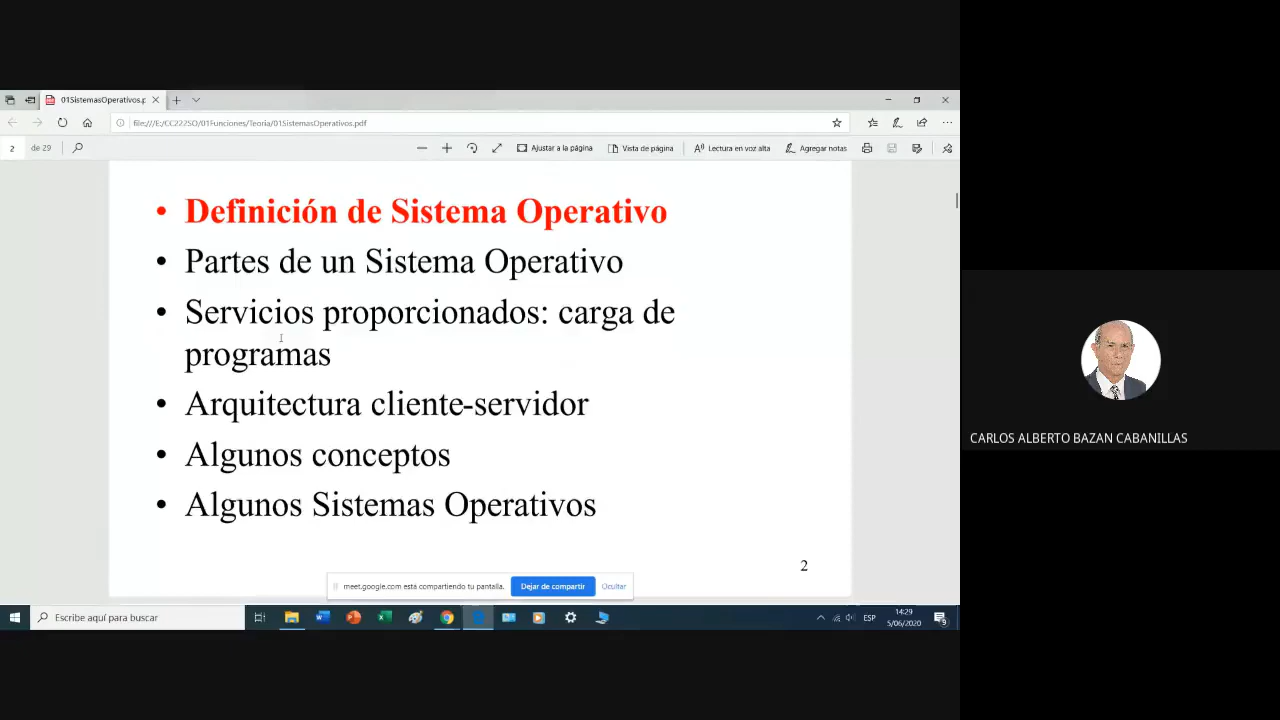 01SistemasOperativos.p
file:///E:/CC222SO/01Funciones/Teoria/01SistemasOperativos.pdf
2 de 29
Ajustar a la página
Vista de página
Lectura en voz alta
Agregar notas
• Definición de Sistema Operativo
• Partes de un Sistema Operativo
• Servicios proporcionados: carga de
programas
• Arquitectura cliente-servidor
• Algunos conceptos
• Algunos Sistemas Operativos
2
meet.google.com está compartiendo tu pantalla.
Dejar de compartir
Ocultar
Escribe aquí para buscar
ESP
14:29
5/06/2020
9
CARLOS ALBERTO BAZAN CABANILLAS